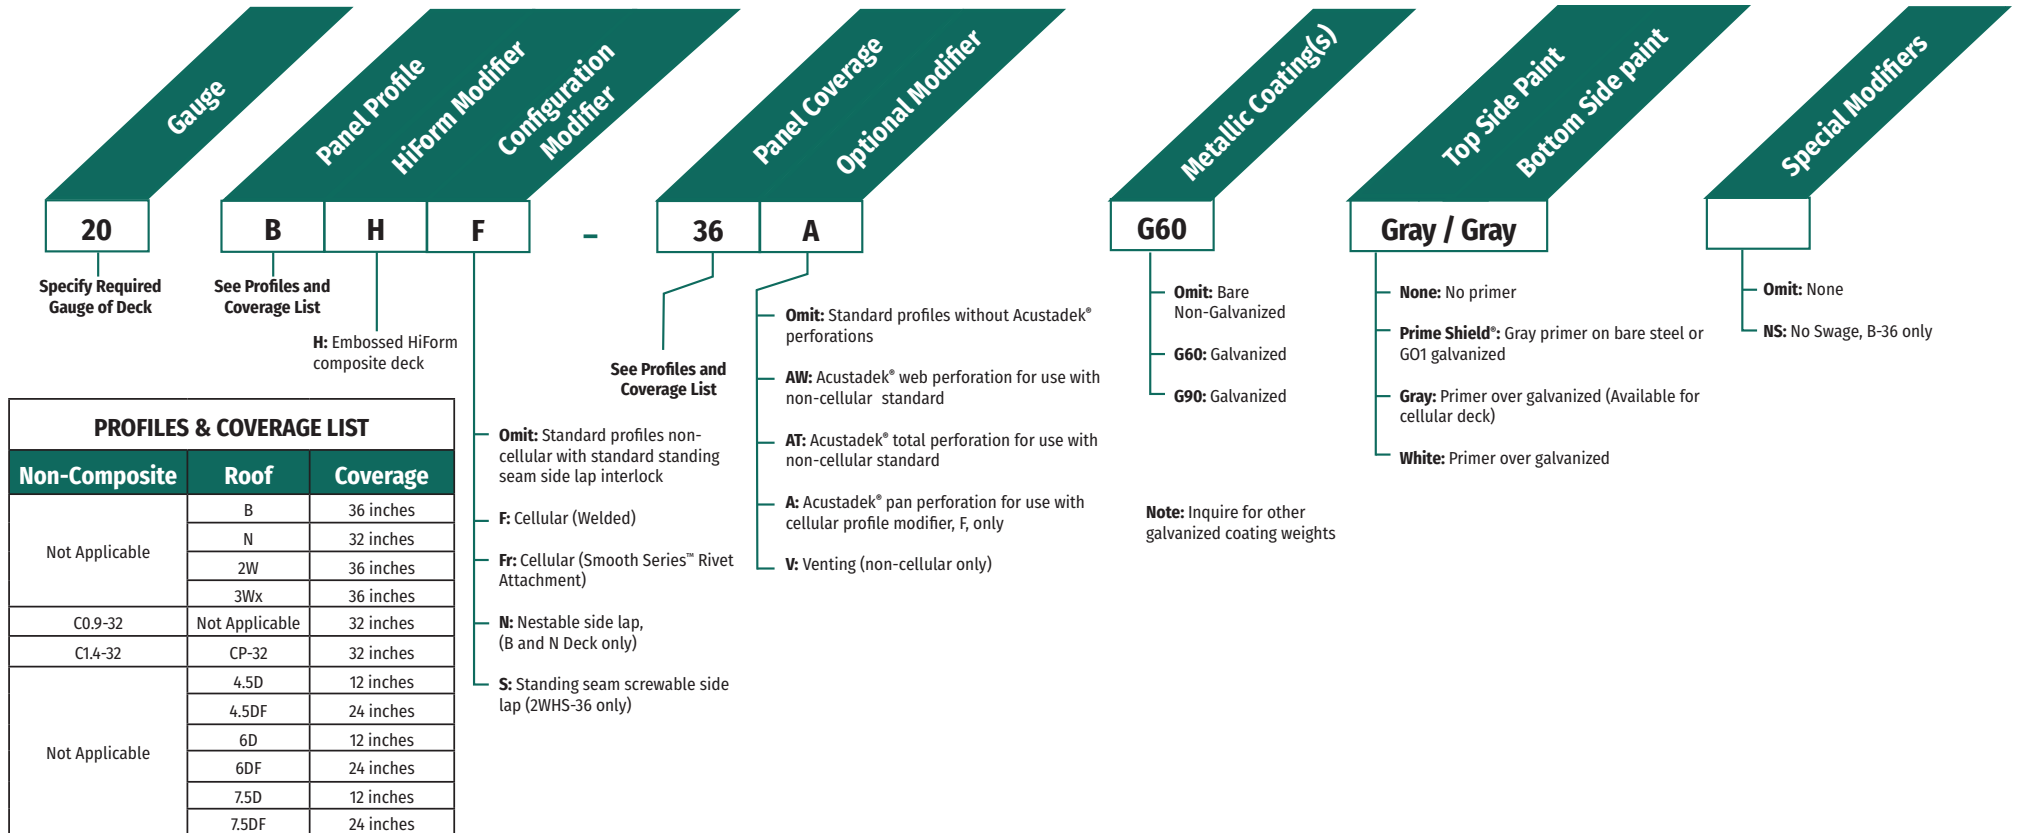 Gauge
Panel Profile
HiForm Modifier
Configuration
Modifier
Panel Coverage
Optional Modifier
Metallic Coating(s)
Top Side Paint
Bottom Side paint
Special Modifiers
20
B
H
F
–
36
A
G60
Gray / Gray
Specify Required
Gauge of Deck
See Profiles and
Coverage List
H: Embossed HiForm
composite deck
Omit: Standard profiles non-
cellular with standard standing
seam side lap interlock
F: Cellular (Welded)
Fr: Cellular (Smooth Series™ Rivet
Attachment)
N: Nestable side lap,
(B and N Deck only)
S: Standing seam screwable side
lap (2WHS-36 only)
See Profiles and
Coverage List
Omit: Standard profiles without Acustadek®
perforations
AW: Acustadek® web perforation for use with
non-cellular standard
AT: Acustadek® total perforation for use with
non-cellular standard
A: Acustadek® pan perforation for use with
cellular profile modifier, F, only
V: Venting (non-cellular only)
Omit: Bare
Non-Galvanized
G60: Galvanized
G90: Galvanized
Note: Inquire for other
galvanized coating weights
None: No primer
Prime Shield®: Gray primer on bare steel or
GO1 galvanized
Gray: Primer over galvanized (Available for
cellular deck)
White: Primer over galvanized
Omit: None
NS: No Swage, B-36 only
PROFILES & COVERAGE LIST
Non-Composite Roof Coverage
Not Applicable
B 36 inches
N 32 inches
2W 36 inches
3Wx 36 inches
C0.9-32 Not Applicable 32 inches
C1.4-32 CP-32 32 inches
Not Applicable
4.5D 12 inches
4.5DF 24 inches
6D 12 inches
6DF 24 inches
7.5D 12 inches
7.5DF 24 inches